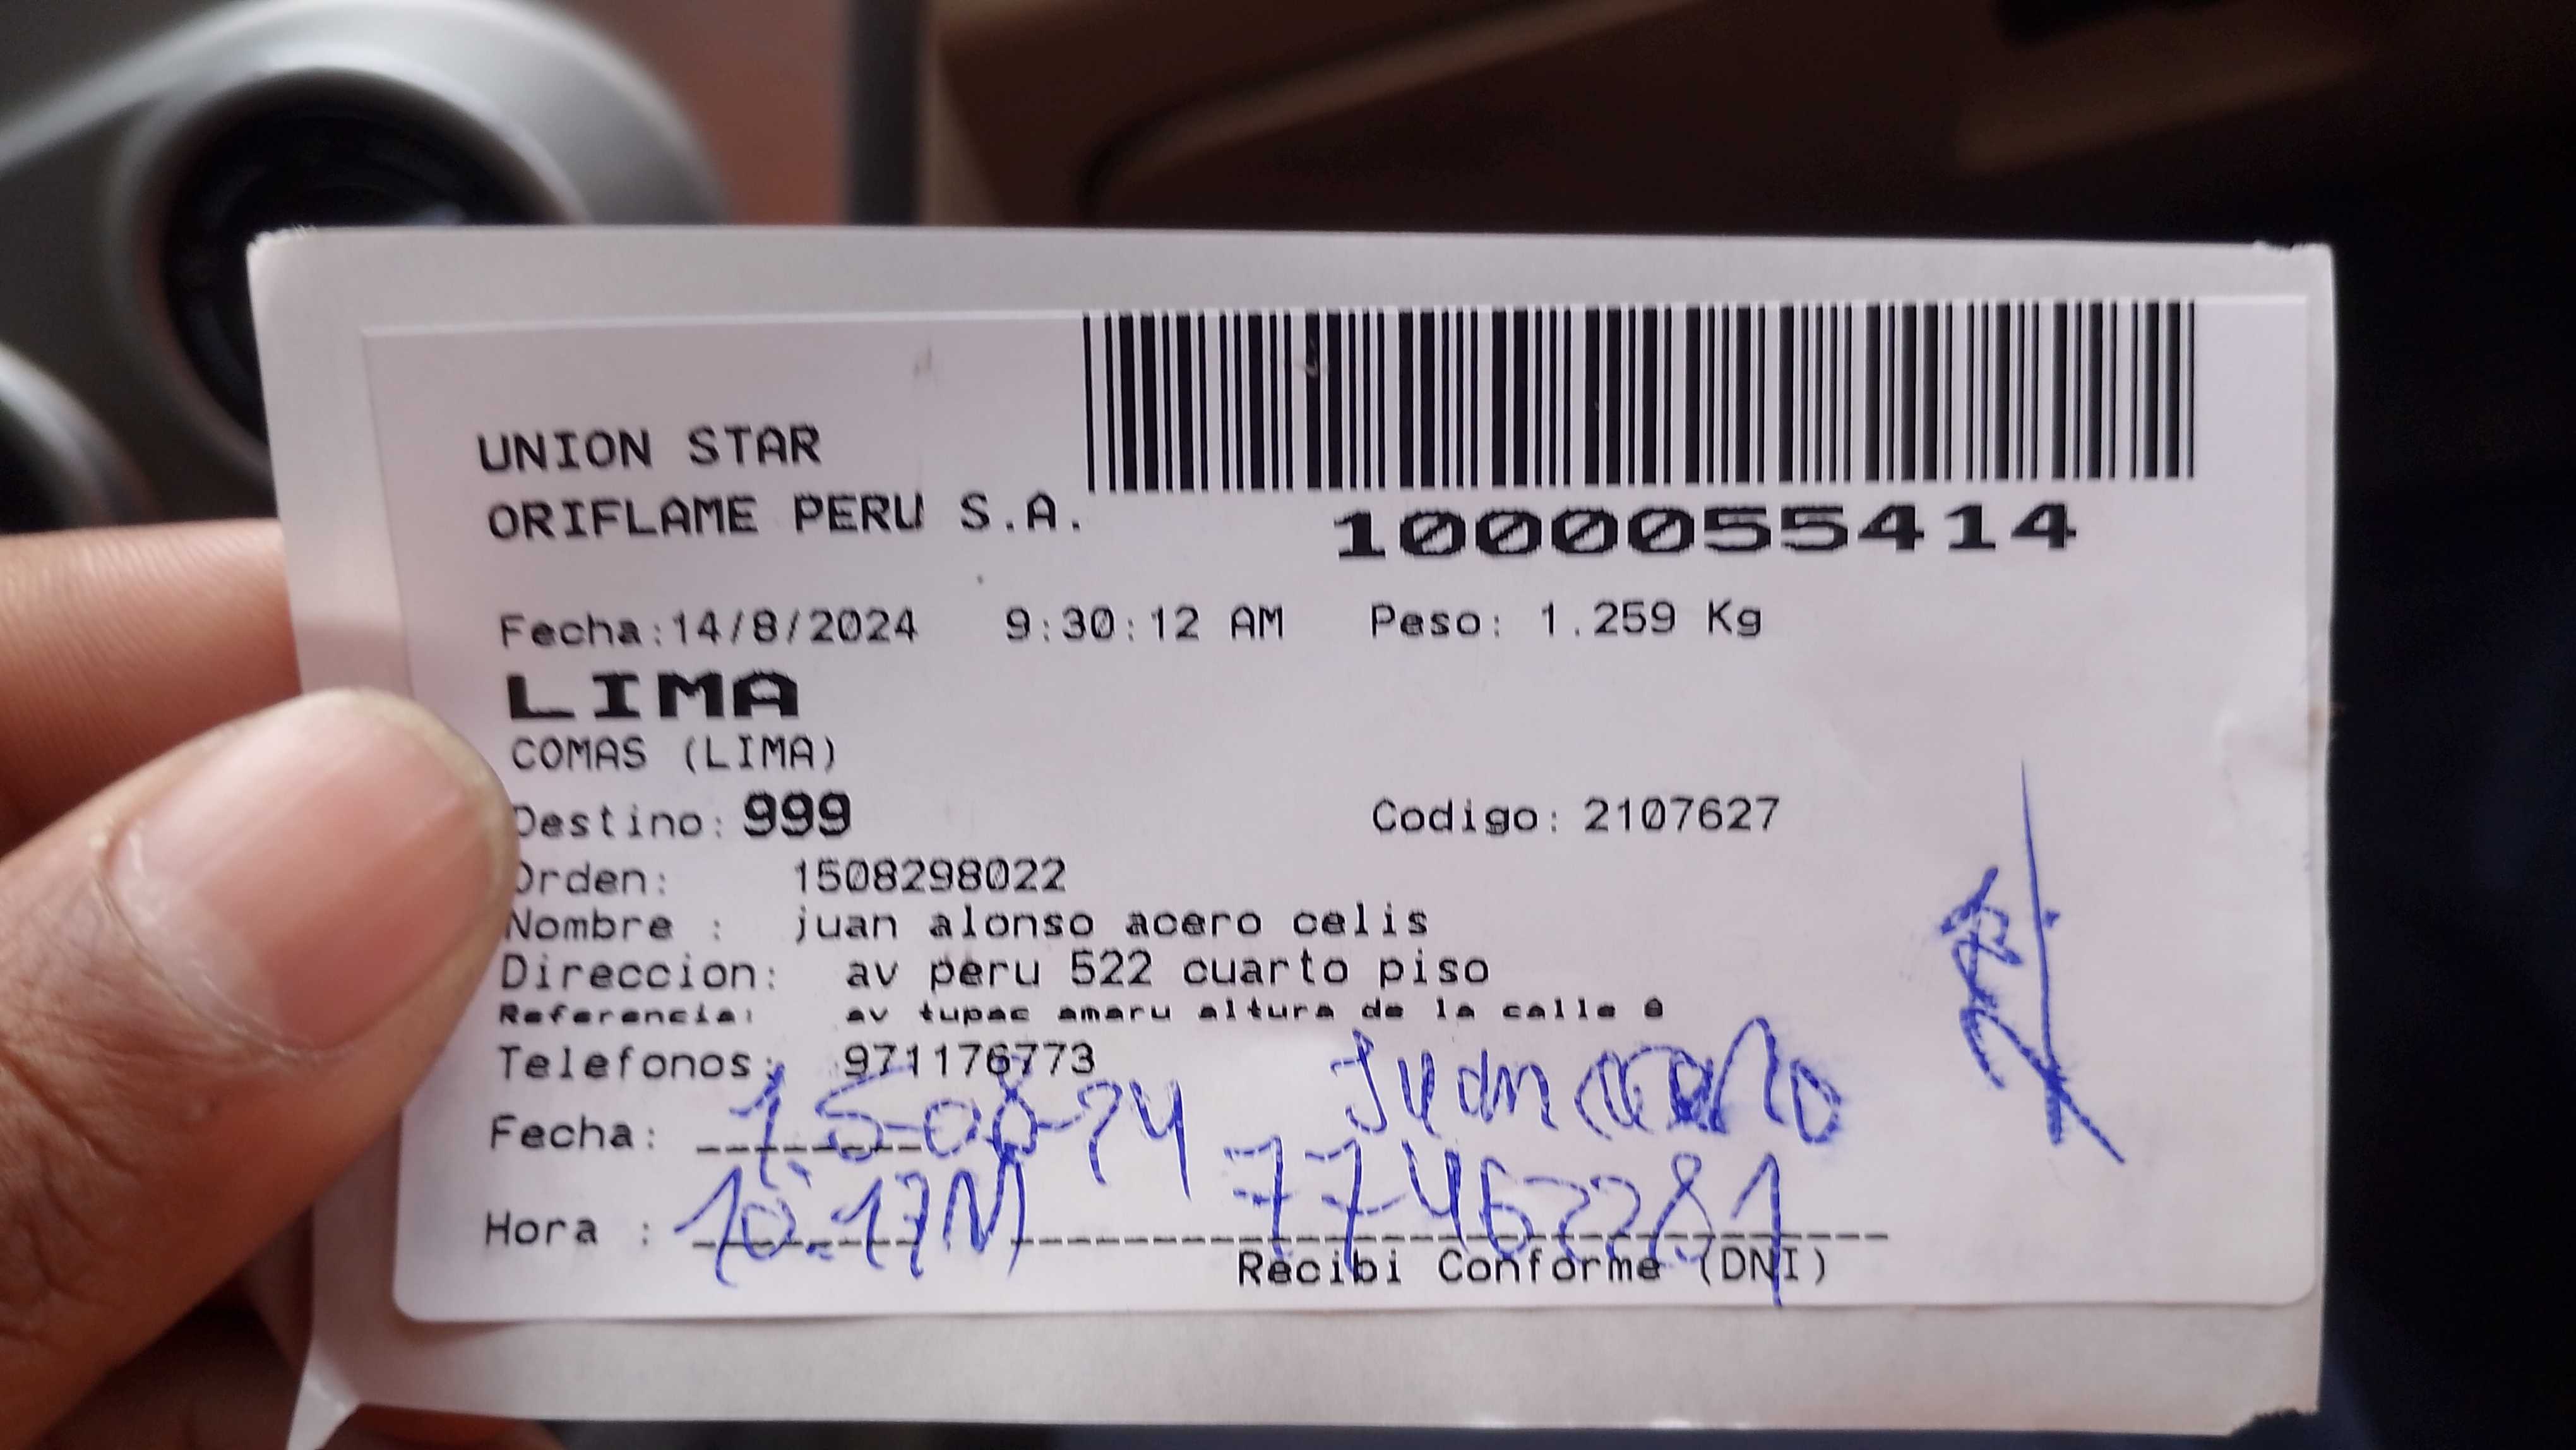 UNION STAR
ORIFLAME PERU S.A.
1000055414
Fecha:14/8/2024 9:30:12 AM Peso: 1.259 Kg
LIMA
COMAS (LIMA)
Destino: 999 Codigo: 2107627
Orden: 1508298022
Nombre : juan alonso acero celis
Direccion: av peru 522 cuarto piso
Referencia: av tupac amaru altura de la calle 8
Telefonos: 971176773
Juan
Fecha: 15-08-24
Hora : 10:17
Recibi Conforme (DNI)